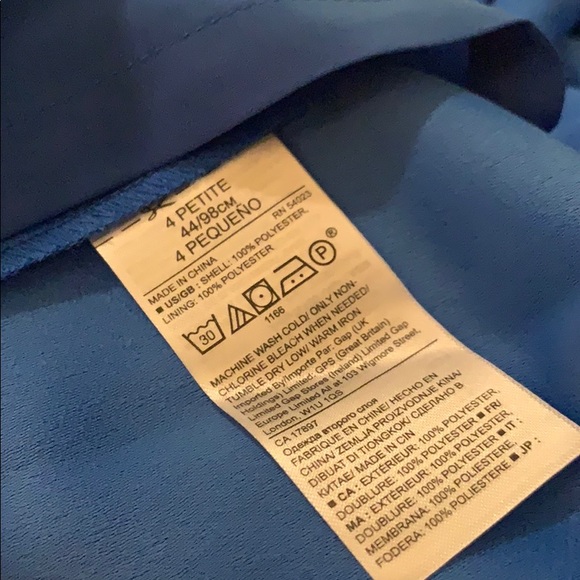 4 PETITE
44/98CM
4 PEQUEÑO
RN 54023
MADE IN CHINA
■ US/GB : SHELL: 100% POLYESTER
LINING: 100% POLYESTER
30
P
1166
MACHINE WASH COLD/ ONLY NON-
CHLORINE BLEACH WHEN NEEDED/
TUMBLE DRY LOW/ WARM IRON
Imported By/Importe Par: Gap (UK
Holdings) Limited, GPS (Great Britain)
Limited Gap Stores (Ireland) Limited Gap
Europe Limited All at 103 Wigmore Street,
London, W1U 1QS
CA 17897
Одежда второго слоя
FABRIQUE EN CHINE/ HECHO EN
CHINA/ ZEMLJA PROIZVODNJE KINA/
DIBUAT DI TIONGKOK/ СДЕЛАНО В
КИТАЕ/ MADE IN CIN
■ CA : EXTÉRIEUR: 100% POLYESTER,
DOUBLURE: 100% POLYESTER ■ FR/
MA : EXTÉRIEUR: 100% POLYESTER,
DOUBLURE: 100% POLYESTER ■ IT :
MEMBRANA: 100% POLIESTERE,
FODERA: 100% POLIESTERE ■ JP :